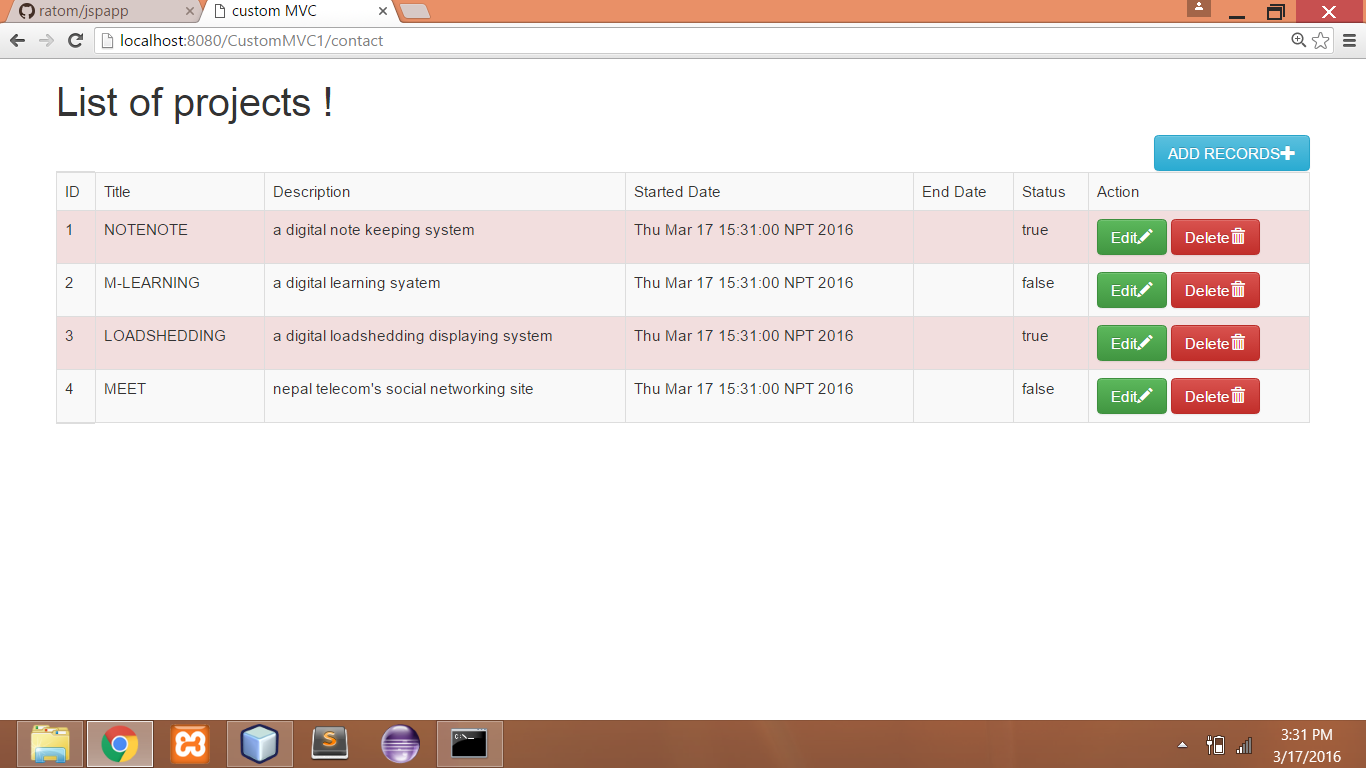 ratom/jspapp
custom MVC
localhost:8080/CustomMVC1/contact
List of projects !
ADD RECORDS
ID Title Description Started Date End Date Status Action
1 NOTENOTE a digital note keeping system Thu Mar 17 15:31:00 NPT 2016 true Edit Delete
2 M-LEARNING a digital learning syatem Thu Mar 17 15:31:00 NPT 2016 false Edit Delete
3 LOADSHEDDING a digital loadshedding displaying system Thu Mar 17 15:31:00 NPT 2016 true Edit Delete
4 MEET nepal telecom's social networking site Thu Mar 17 15:31:00 NPT 2016 false Edit Delete
3:31 PM
3/17/2016